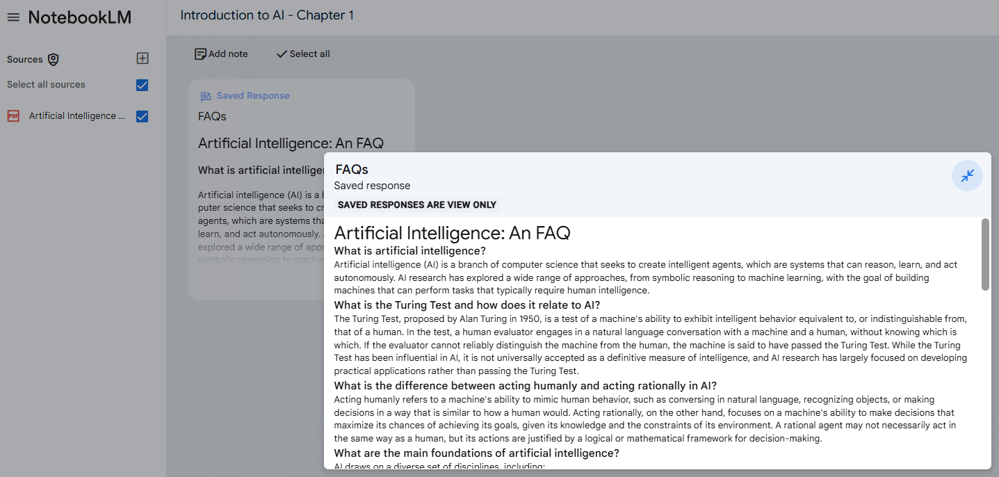 NotebookLM
Introduction to AI - Chapter 1
Sources
Add note
Select all
Select all sources
PDF
Artificial Intelligence ...
Saved Response
FAQs
Artificial Intelligence: An FAQ
What is artificial
Artificial intelligence (AI) is a
puter science that seeks to
agents, which are systems
learn, and act autonomously.
explored a wide range of
symbolic reasoning to
FAQs
Saved response
SAVED RESPONSES ARE VIEW ONLY
Artificial Intelligence: An FAQ
What is artificial intelligence?
Artificial intelligence (AI) is a branch of computer science that seeks to create intelligent agents, which are systems that can reason, learn, and act
autonomously. AI research has explored a wide range of approaches, from symbolic reasoning to machine learning, with the goal of building
machines that can perform tasks that typically require human intelligence.
What is the Turing Test and how does it relate to AI?
The Turing Test, proposed by Alan Turing in 1950, is a test of a machine's ability to exhibit intelligent behavior equivalent to, or indistinguishable from,
that of a human. In the test, a human evaluator engages in a natural language conversation with a machine and a human, without knowing which is
which. If the evaluator cannot reliably distinguish the machine from the human, the machine is said to have passed the Turing Test. While the Turing
Test has been influential in AI, it is not universally accepted as a definitive measure of intelligence, and AI research has largely focused on developing
practical applications rather than passing the Turing Test.
What is the difference between acting humanly and acting rationally in AI?
Acting humanly refers to a machine's ability to mimic human behavior, such as conversing in natural language, recognizing objects, or making
decisions in a way that is similar to how a human would. Acting rationally, on the other hand, focuses on a machine's ability to make decisions that
maximize its chances of achieving its goals, given its knowledge and the constraints of its environment. A rational agent may not necessarily act in
the same way as a human, but its actions are justified by a logical or mathematical framework for decision-making.
What are the main foundations of artificial intelligence?
AI draws on a diverse set of disciplines, including: